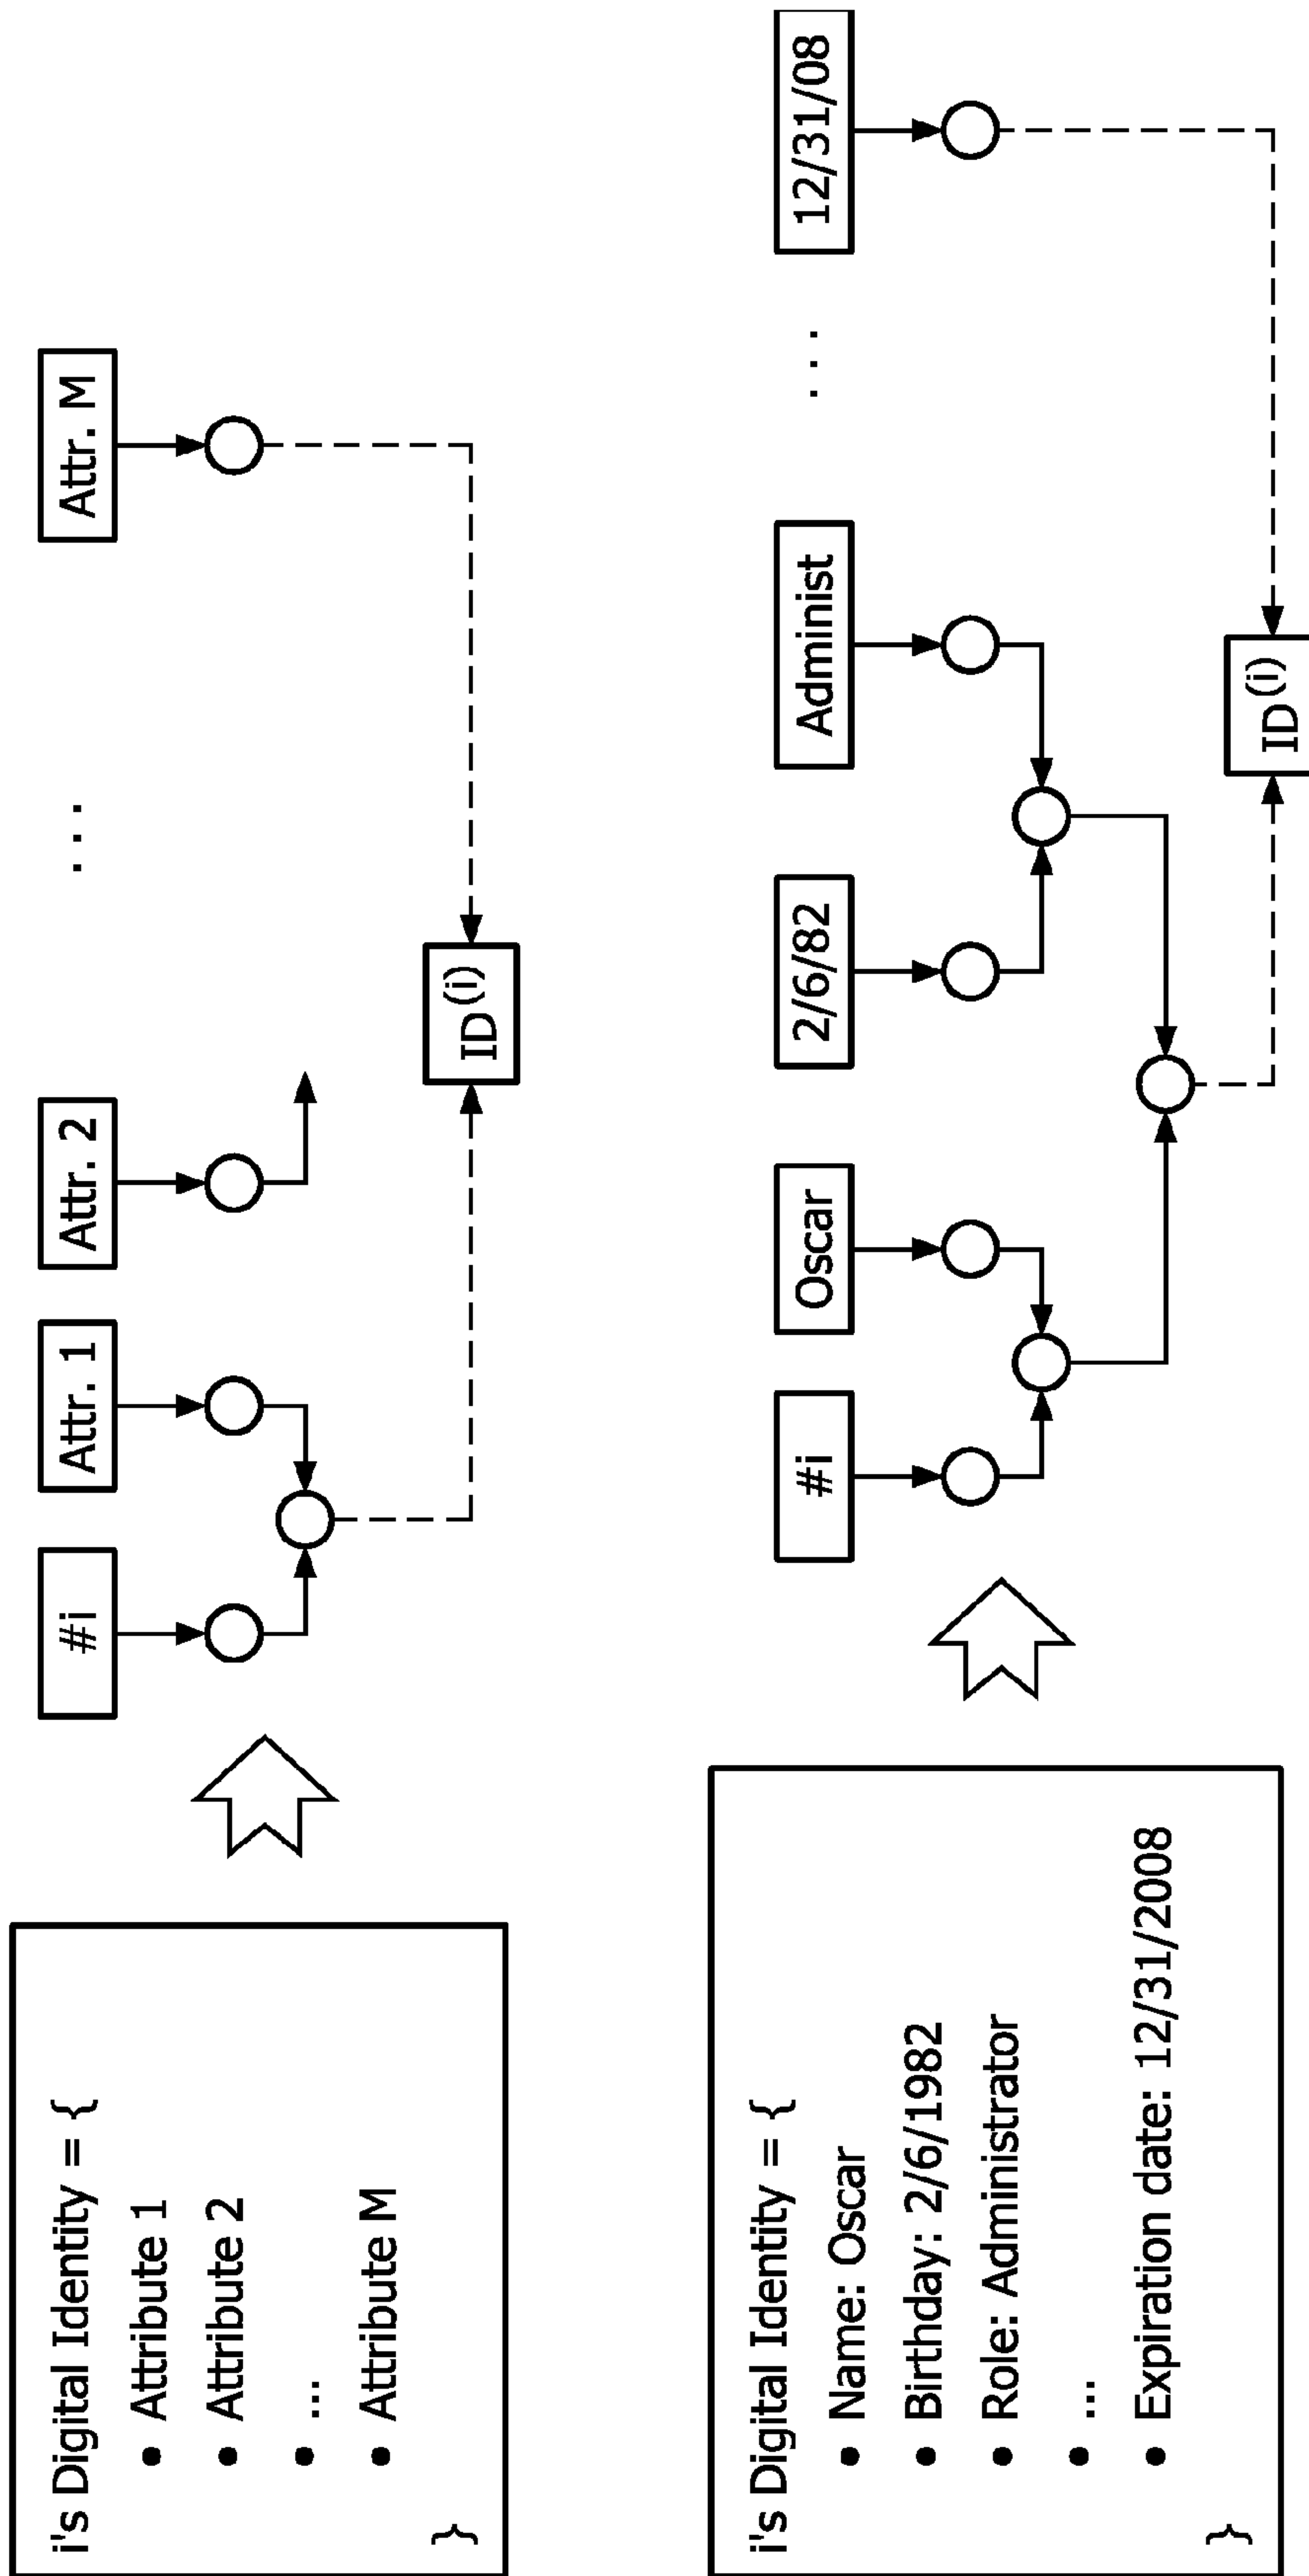 i's Digital Identity = {
• Attribute 1
• Attribute 2
• ...
• Attribute M
}
#i
Attr. 1
Attr. 2
. . .
Attr. M
ID(i)
i's Digital Identity = {
• Name: Oscar
• Birthday: 2/6/1982
• Role: Administrator
• ...
• Expiration date: 12/31/2008
}
#i
Oscar
2/6/82
Administ
. . .
12/31/08
ID(i)